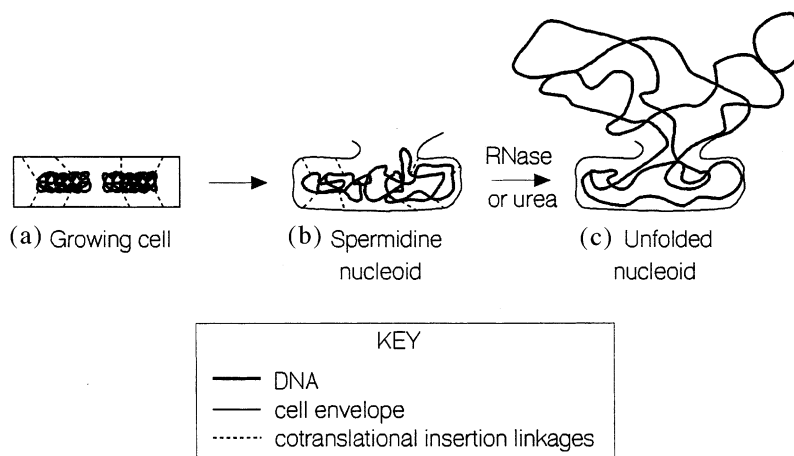 RNase
or urea
(a) Growing cell
(b) Spermidine
nucleoid
(c) Unfolded
nucleoid
KEY
DNA
cell envelope
cotranslational insertion linkages